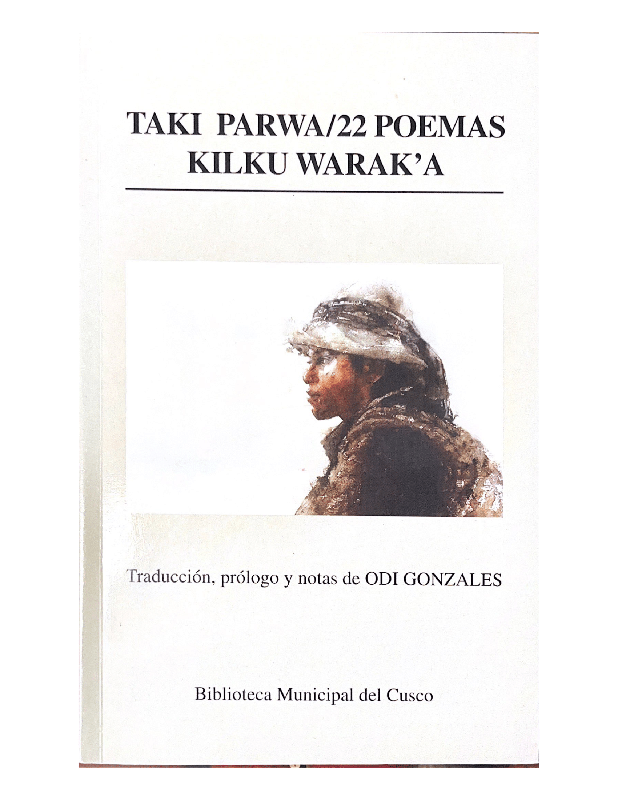 TAKI PARWA/22 POEMAS
KILKU WARAK'A
Traducción, prólogo y notas de ODI GONZALES
Biblioteca Municipal del Cusco